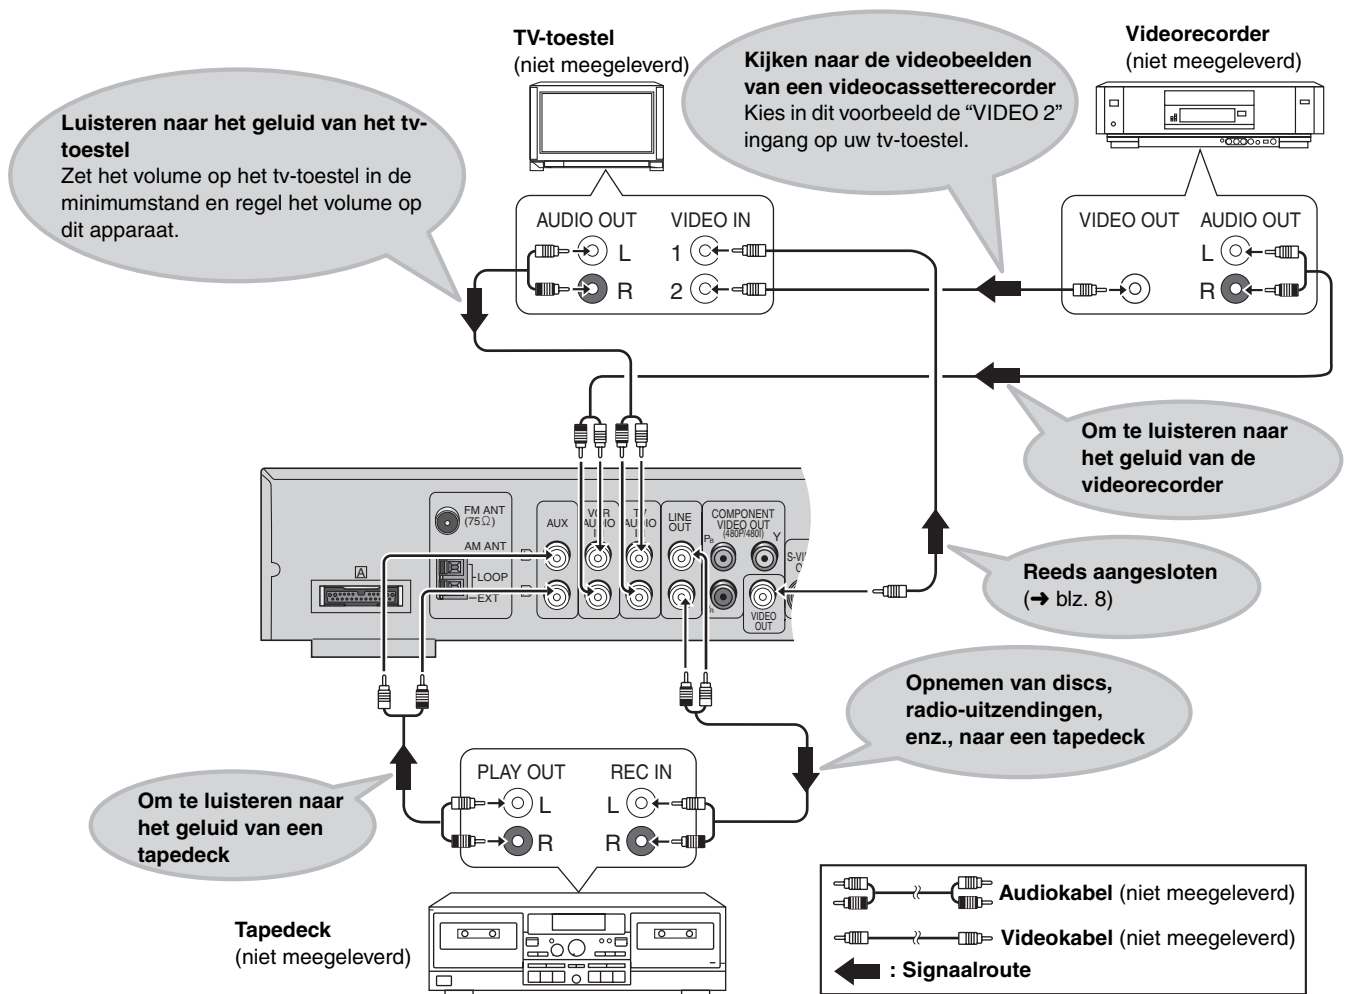 TV-toestel
(niet meegeleverd)
Videorecorder
(niet meegeleverd)
Kijken naar de videobeelden
van een videocassetterecorder
Kies in dit voorbeeld de “VIDEO 2”
ingang op uw tv-toestel.
Luisteren naar het geluid van het tv-
toestel
Zet het volume op het tv-toestel in de
minimumstand en regel het volume op
dit apparaat.
AUDIO OUT
VIDEO IN
L
1
R
2
VIDEO OUT
AUDIO OUT
L
R
Om te luisteren naar
het geluid van de
videorecorder
FM ANT
(75Ω)
AM ANT
LOOP
EXT
A
AUX
VCR
AUDIO
IN
TV
AUDIO
IN
LINE
OUT
COMPONENT
VIDEO OUT
(480P/480I)
PB
Y
PR
VIDEO
OUT
S-VI
Reeds aangesloten
(➜ blz. 8)
Opnemen van discs,
radio-uitzendingen,
enz., naar een tapedeck
Om te luisteren naar
het geluid van een
tapedeck
PLAY OUT
REC IN
L
L
R
R
Tapedeck
(niet meegeleverd)
Audiokabel (niet meegeleverd)
Videokabel (niet meegeleverd)
: Signaalroute